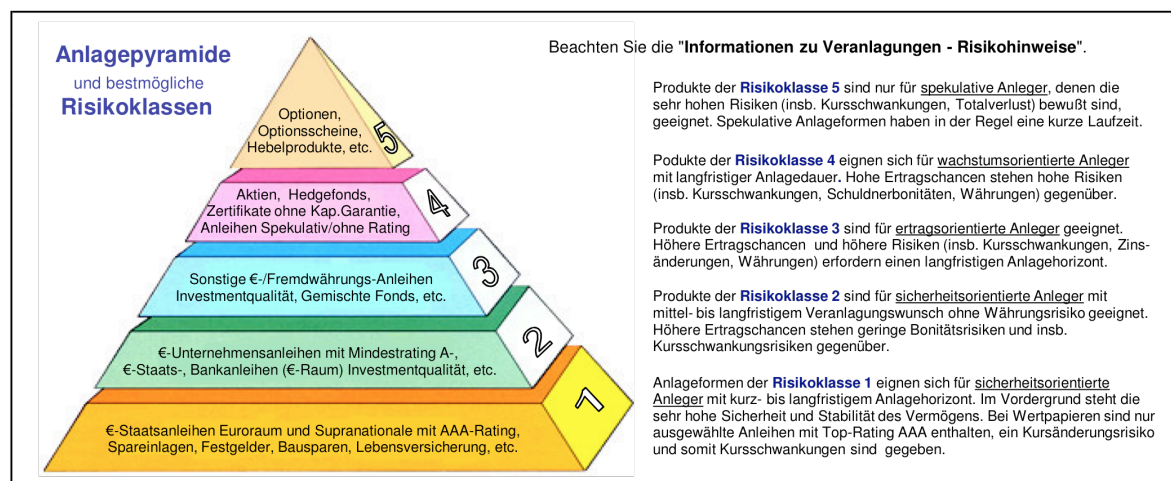 Anlagepyramide
und bestmögliche
Risikoklassen
Optionen,
Optionsscheine,
Hebelprodukte, etc.
5
Aktien, Hedgefonds,
Zertifikate ohne Kap.Garantie,
Anleihen Spekulativ/ohne Rating
4
Sonstige €-/Fremdwährungs-Anleihen
Investmentqualität, Gemischte Fonds, etc.
3
€-Unternehmensanleihen mit Mindestrating A-,
€-Staats-, Bankanleihen (€-Raum) Investmentqualität, etc.
2
€-Staatsanleihen Euroraum und Supranationale mit AAA-Rating,
Spareinlagen, Festgelder, Bausparen, Lebensversicherung, etc.
1
Beachten Sie die "Informationen zu Veranlagungen - Risikohinweise".
Produkte der Risikoklasse 5 sind nur für spekulative Anleger, denen die
sehr hohen Risiken (insb. Kursschwankungen, Totalverlust) bewußt sind,
geeignet. Spekulative Anlageformen haben in der Regel eine kurze Laufzeit.
Podukte der Risikoklasse 4 eignen sich für wachstumsorientierte Anleger
mit langfristiger Anlagedauer. Hohe Ertragschancen stehen hohe Risiken
(insb. Kursschwankungen, Schuldnerbonitäten, Währungen) gegenüber.
Produkte der Risikoklasse 3 sind für ertragsorientierte Anleger geeignet.
Höhere Ertragschancen und höhere Risiken (insb. Kursschwankungen, Zins-
änderungen, Währungen) erfordern einen langfristigen Anlagehorizont.
Produkte der Risikoklasse 2 sind für sicherheitsorientierte Anleger mit
mittel- bis langfristigem Veranlagungswunsch ohne Währungsrisiko geeignet.
Höhere Ertragschancen stehen geringe Bonitätsrisiken und insb.
Kursschwankungsrisiken gegenüber.
Anlageformen der Risikoklasse 1 eignen sich für sicherheitsorientierte
Anleger mit kurz- bis langfristigem Anlagehorizont. Im Vordergrund steht die
sehr hohe Sicherheit und Stabilität des Vermögens. Bei Wertpapieren sind nur
ausgewählte Anleihen mit Top-Rating AAA enthalten, ein Kursänderungsrisiko
und somit Kursschwankungen sind gegeben.